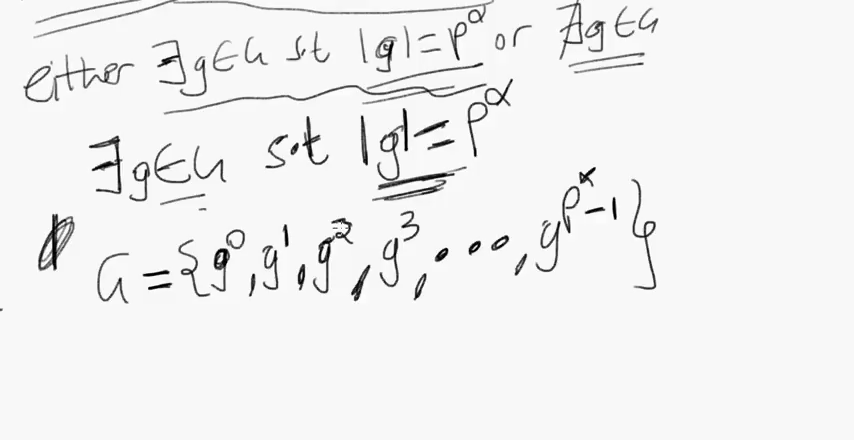 either ∃g∈G s.t |g|=p^α or ∄g∈G
∃g∈G s.t |g|=p^α
G={g^0,g^1,g^2,g^3,...,g^{p^α-1}}